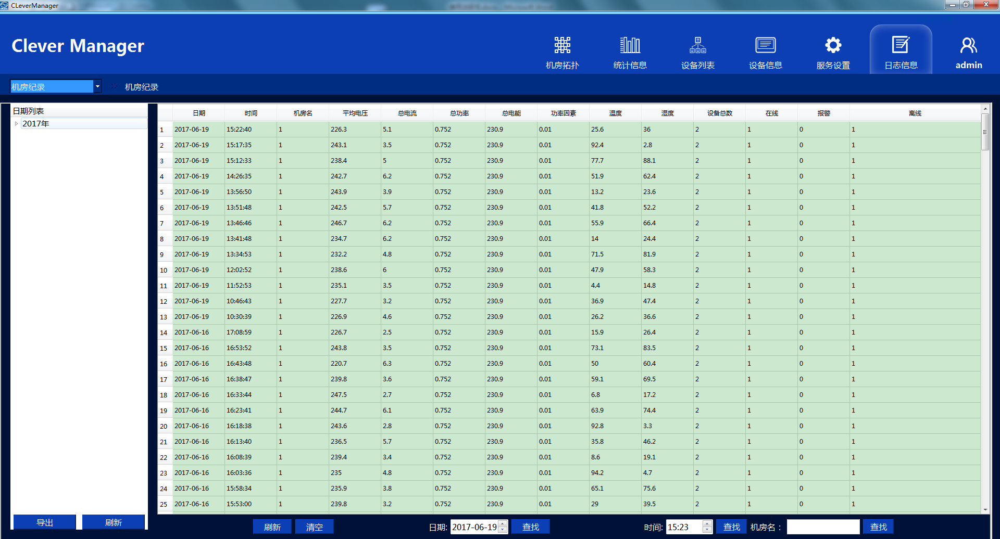 CLeverManager
Clever Manager
机房拓扑 统计信息 设备列表 设备信息 服务设置 日志信息 admin
机房纪录 » 机房纪录
日期列表
2017年
日期 时间 机房名 平均电压 总电流 总功率 总电能 功率因素 温度 湿度 设备总数 在线 报警 离线
1 2017-06-19 15:22:40 1 226.3 5.1 0.752 230.9 0.01 25.6 36 2 1 0 1
2 2017-06-19 15:17:35 1 243.1 3.5 0.752 230.9 0.01 92.4 2.8 2 1 0 1
3 2017-06-19 15:12:33 1 238.4 5 0.752 230.9 0.01 77.7 88.1 2 1 0 1
4 2017-06-19 14:26:35 1 242.7 6.2 0.752 230.9 0.01 51.9 62.4 2 1 0 1
5 2017-06-19 13:56:50 1 243.9 3.9 0.752 230.9 0.01 13.2 23.6 2 1 0 1
6 2017-06-19 13:51:48 1 242.5 5.7 0.752 230.9 0.01 41.8 52.2 2 1 0 1
7 2017-06-19 13:46:46 1 246.7 6.2 0.752 230.9 0.01 55.9 66.4 2 1 0 1
8 2017-06-19 13:41:48 1 234.7 6.2 0.752 230.9 0.01 14 24.4 2 1 0 1
9 2017-06-19 13:34:53 1 232.2 4.8 0.752 230.9 0.01 71.5 81.9 2 1 0 1
10 2017-06-19 12:02:52 1 238.6 6 0.752 230.9 0.01 47.9 58.3 2 1 0 1
11 2017-06-19 11:52:53 1 235.1 3.5 0.752 230.9 0.01 4.4 14.8 2 1 0 1
12 2017-06-19 10:46:43 1 227.7 3.2 0.752 230.9 0.01 36.9 47.4 2 1 0 1
13 2017-06-19 10:30:39 1 226.9 4.6 0.752 230.9 0.01 26.2 36.6 2 1 0 1
14 2017-06-16 17:08:59 1 226.7 2.5 0.752 230.9 0.01 15.9 26.4 2 1 0 1
15 2017-06-16 16:53:52 1 243.8 3.5 0.752 230.9 0.01 73.1 83.5 2 1 0 1
16 2017-06-16 16:43:48 1 220.7 6.3 0.752 230.9 0.01 50 60.4 2 1 0 1
17 2017-06-16 16:38:47 1 239.8 3.6 0.752 230.9 0.01 59.1 69.5 2 1 0 1
18 2017-06-16 16:33:44 1 247.5 2.7 0.752 230.9 0.01 6.8 17.2 2 1 0 1
19 2017-06-16 16:23:41 1 244.7 6.1 0.752 230.9 0.01 63.9 74.4 2 1 0 1
20 2017-06-16 16:18:38 1 243.6 2.8 0.752 230.9 0.01 92.8 3.3 2 1 0 1
21 2017-06-16 16:13:40 1 236.5 5.7 0.752 230.9 0.01 35.8 46.2 2 1 0 1
22 2017-06-16 16:08:39 1 239.4 3.4 0.752 230.9 0.01 8.6 19.1 2 1 0 1
23 2017-06-16 16:03:36 1 235 4.8 0.752 230.9 0.01 94.2 4.7 2 1 0 1
24 2017-06-16 15:58:34 1 235.9 3.8 0.752 230.9 0.01 65.1 75.6 2 1 0 1
25 2017-06-16 15:53:00 1 239.8 3.2 0.752 230.9 0.01 29 39.5 2 1 0 1
导出 刷新
刷新 清空 日期: 2017-06-19 查找 时间: 15:23 查找 机房名： 查找